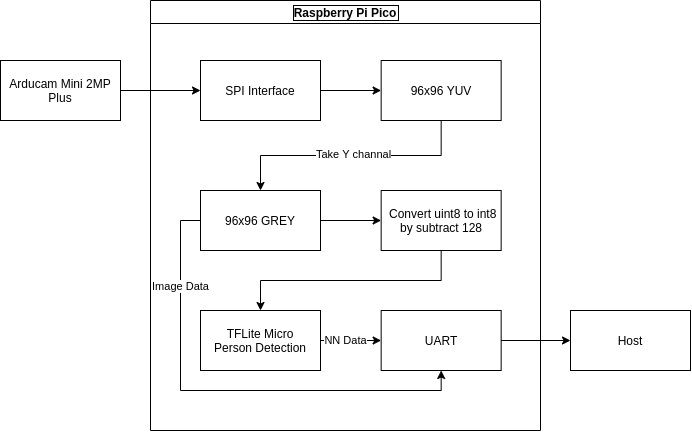 Raspberry Pi Pico
Arducam Mini 2MP
Plus
SPI Interface
96x96 YUV
Take Y channal
96x96 GREY
Convert uint8 to int8
by subtract 128
Image Data
TFLite Micro
Person Detection
NN Data
UART
Host